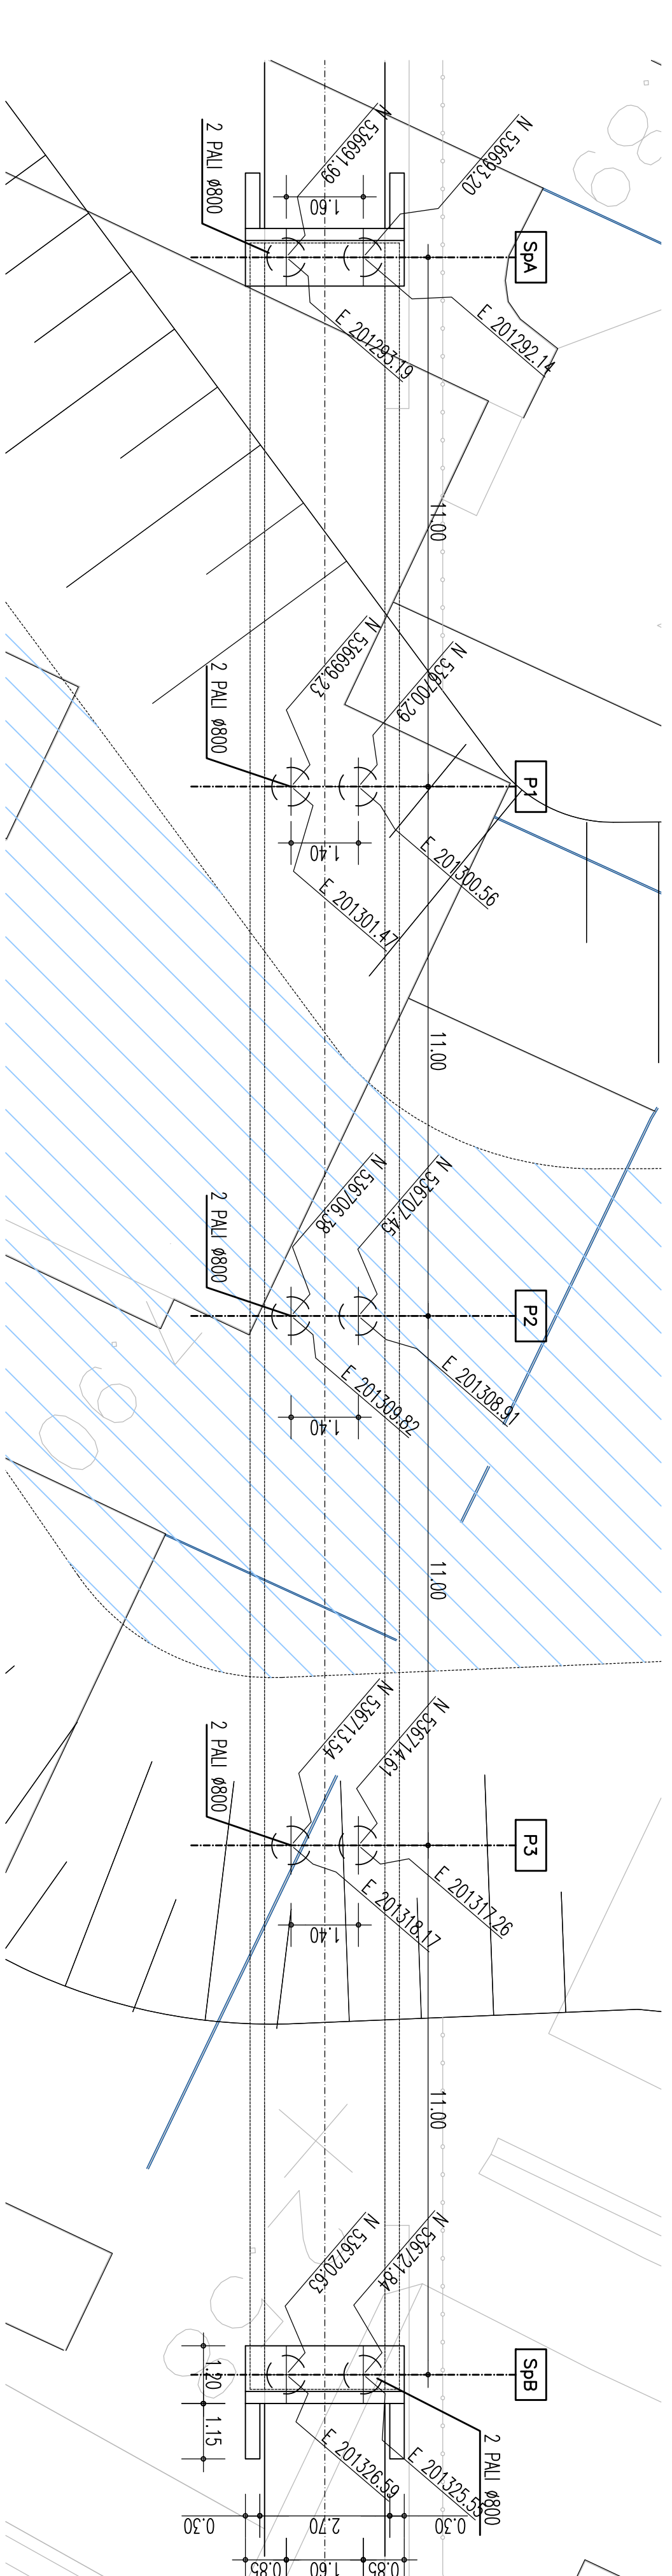 2 PALI ø800
N 536691.99
N 536693.20
1.60
SpA
E 201293.19
E 201292.14
11.00
N 536699.23
N 536700.29
2 PALI ø800
P1
1.40
E 201300.56
E 201301.47
11.00
N 536706.38
N 536707.45
2 PALI ø800
P2
E 201309.82
E 201308.91
1.40
11.00
N 536713.54
N 536714.61
2 PALI ø800
P3
E 201318.17
E 201317.26
1.40
11.00
N 536720.63
N 536721.84
SpB
1.20
1.15
2 PALI ø800
E 201326.59
E 201325.55
0.30
2.70
0.30
0.85
1.60
0.85